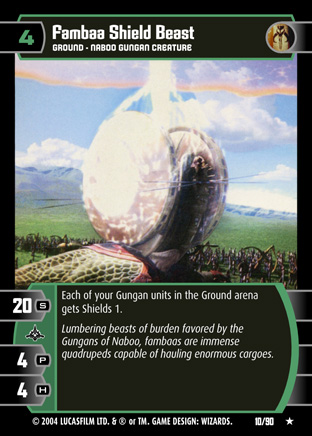 4 Fambaa Shield Beast
GROUND • NABOO GUNGAN CREATURE
20 S
Each of your Gungan units in the Ground arena
gets Shields 1.
Lumbering beasts of burden favored by the
Gungans of Naboo, fambaas are immense
quadrupeds capable of hauling enormous cargoes.
4 P
4 H
© 2004 LUCASFILM LTD. & ® or TM. GAME DESIGN: WIZARDS. 10/90